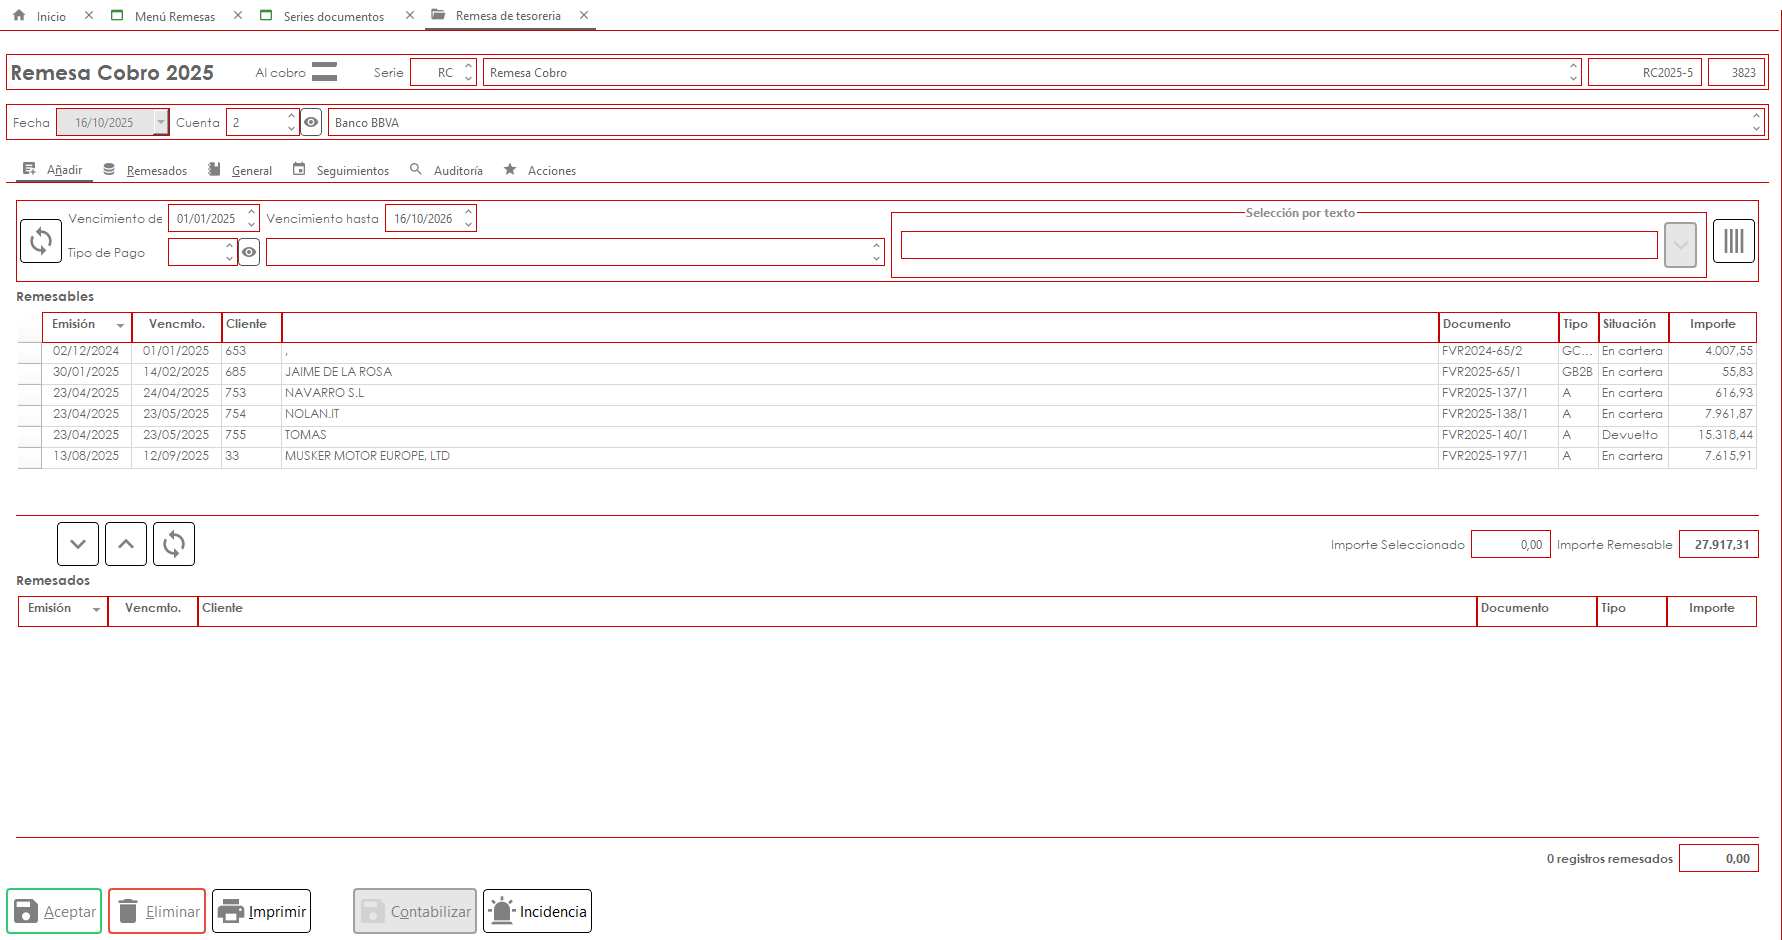 Inicio Menú Remesas Series documentos Remesa de tesoreria
Remesa Cobro 2025 Al cobro Serie RC Remesa Cobro RC2025-5 3823
Fecha 16/10/2025 Cuenta 2 Banco BBVA
Añadir Remesados General Seguimientos Auditoría Acciones
Selección por texto
Vencimiento de 01/01/2025 Vencimiento hasta 16/10/2026
Tipo de Pago
Remesables
Emisión Vencmto. Cliente Documento Tipo Situación Importe
02/12/2024 01/01/2025 653 , FVR2024-65/2 GC... En cartera 4.007,55
30/01/2025 14/02/2025 685 JAIME DE LA ROSA FVR2025-65/1 GB2B En cartera 55,83
23/04/2025 24/04/2025 753 NAVARRO S.L FVR2025-137/1 A En cartera 616,93
23/04/2025 23/05/2025 754 NOLAN.IT FVR2025-138/1 A En cartera 7.961,87
23/04/2025 23/05/2025 755 TOMAS FVR2025-140/1 A Devuelto 15.318,44
13/08/2025 12/09/2025 33 MUSKER MOTOR EUROPE, LTD FVR2025-197/1 A En cartera 7.615,91
Importe Seleccionado 0,00 Importe Remesable 27.917,31
Remesados
Emisión Vencmto. Cliente Documento Tipo Importe
0 registros remesados 0,00
Aceptar Eliminar Imprimir Contabilizar Incidencia